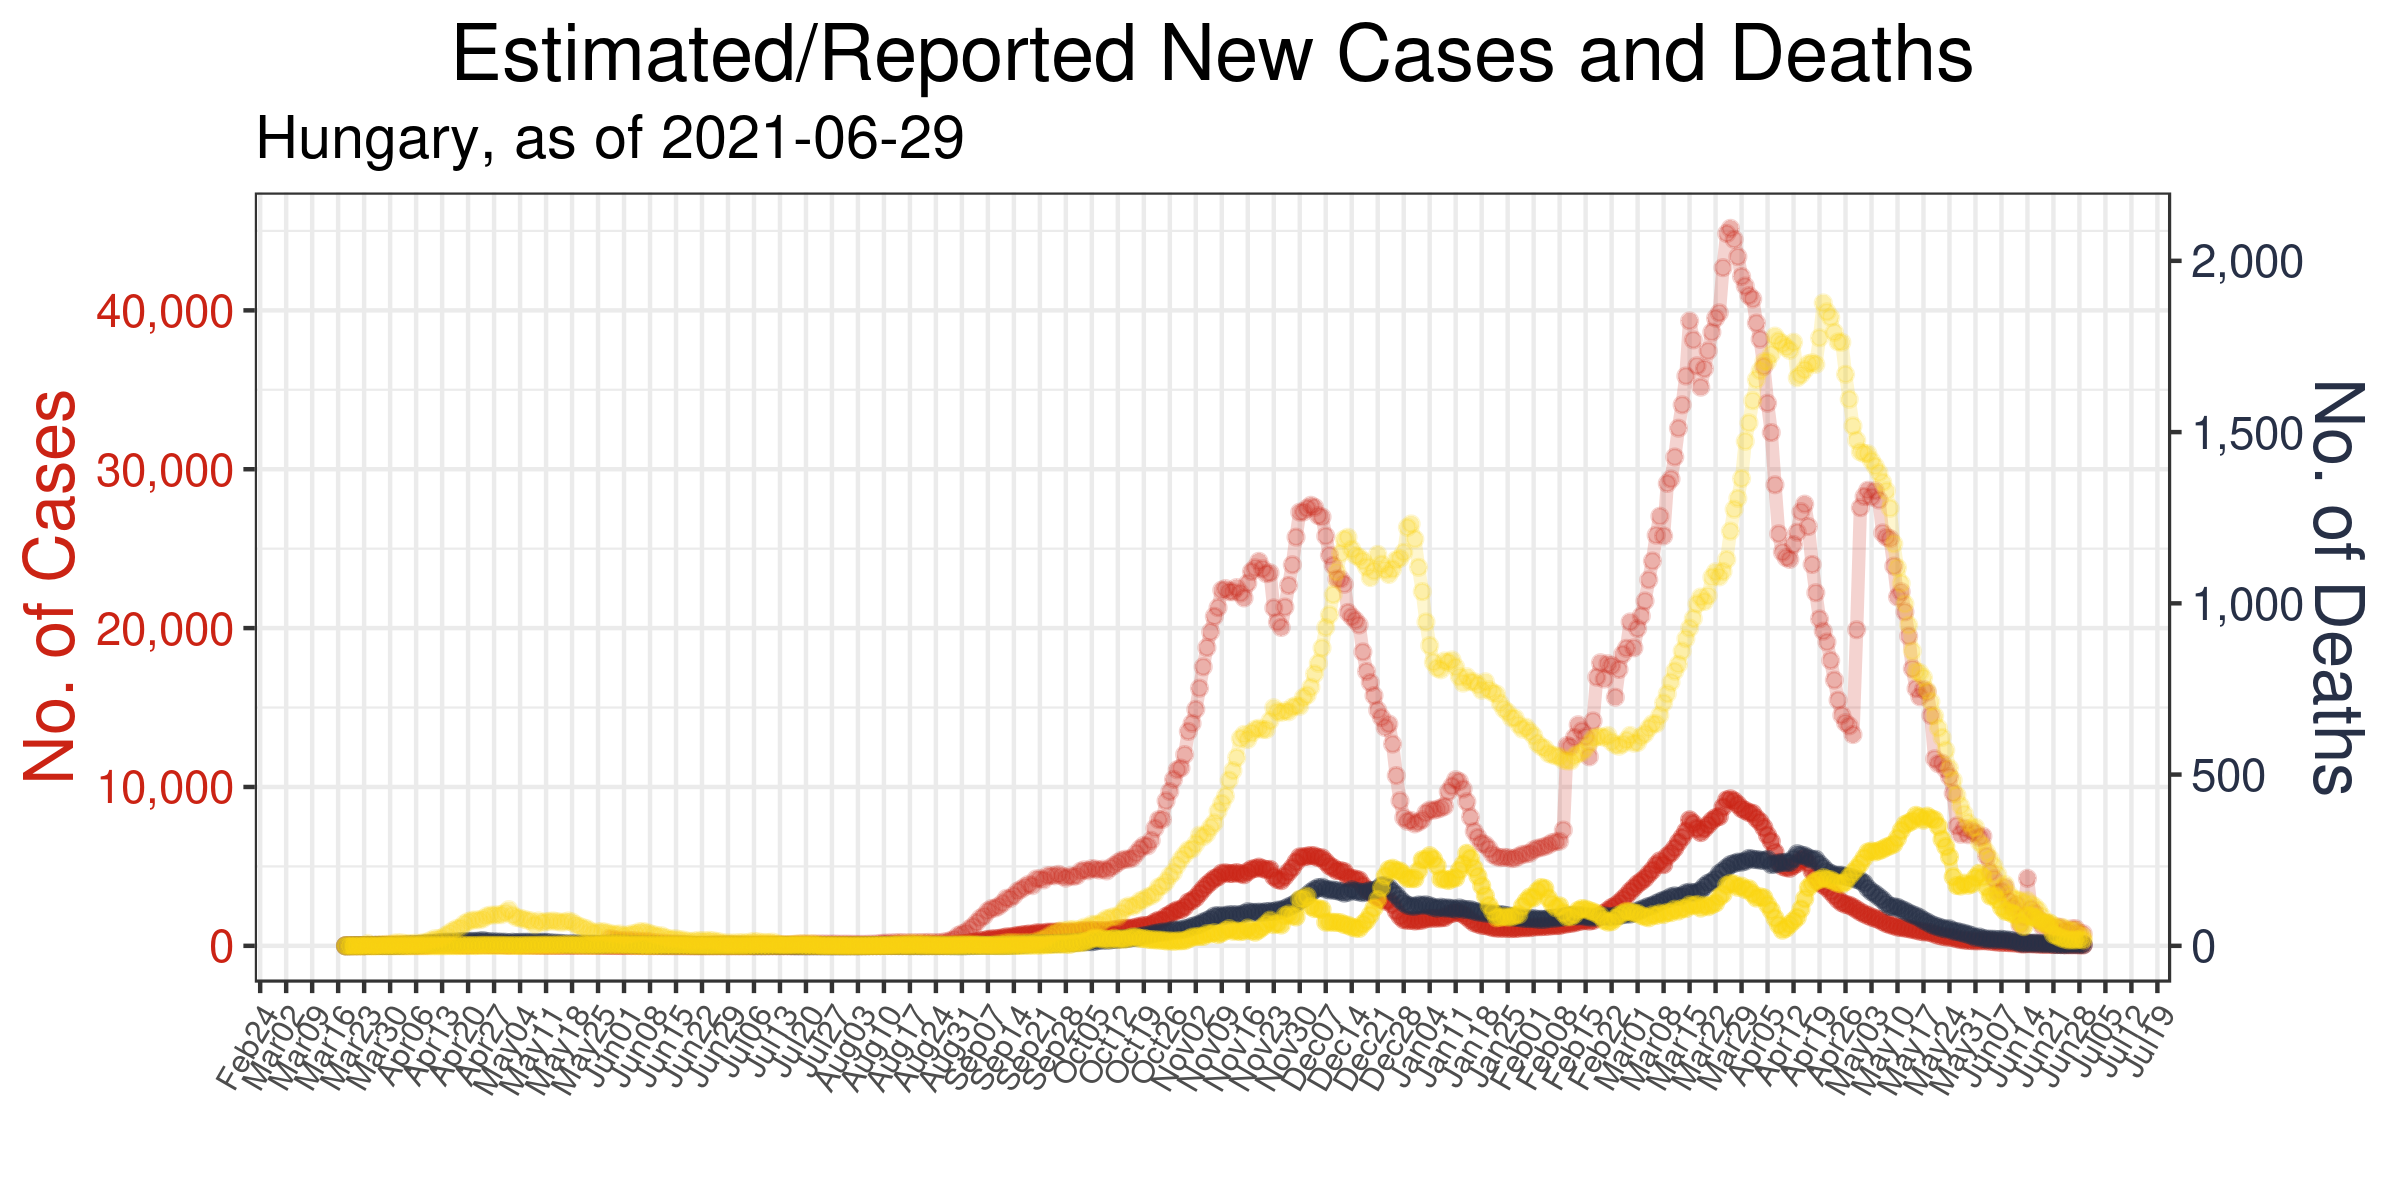 Estimated/Reported New Cases and Deaths
Hungary, as of 2021-06-29
No. of Cases
40,000
30,000
20,000
10,000
0
2,000
1,500
1,000
500
0
No. of Deaths
Feb24
Mar02
Mar09
Mar16
Mar23
Mar30
Apr06
Apr13
Apr20
Apr27
May04
May11
May18
May25
Jun01
Jun08
Jun15
Jun22
Jun29
Jul06
Jul13
Jul20
Jul27
Aug03
Aug10
Aug17
Aug24
Aug31
Sep07
Sep14
Sep21
Sep28
Oct05
Oct12
Oct19
Oct26
Nov02
Nov09
Nov16
Nov23
Nov30
Dec07
Dec14
Dec21
Dec28
Jan04
Jan11
Jan18
Jan25
Feb01
Feb08
Feb15
Feb22
Mar01
Mar08
Mar15
Mar22
Mar29
Apr05
Apr12
Apr19
Apr26
May03
May10
May17
May24
May31
Jun07
Jun14
Jun21
Jun28
Jul05
Jul12
Jul19